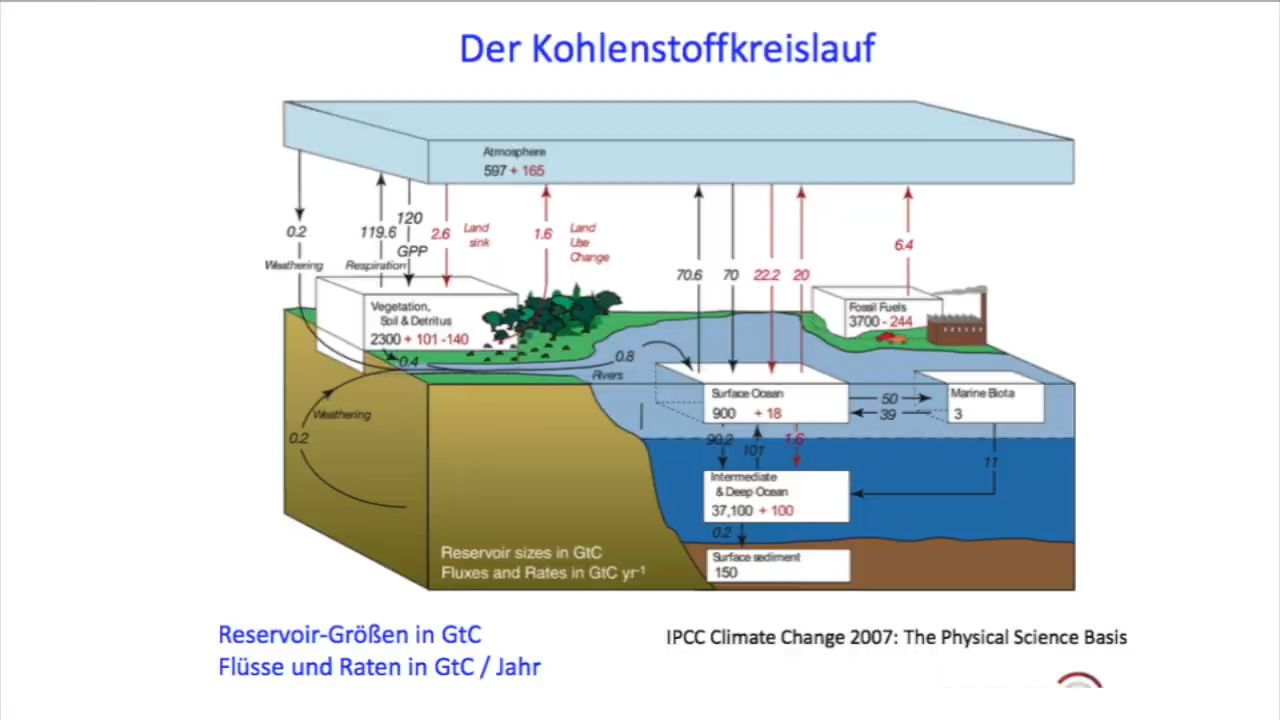 Der Kohlenstoffkreislauf
Atmosphere
597 + 165
0.2
Weathering
119.6
Respiration
120
GPP
2.6
Land
sink
1.6
Land
Use
Change
70.6
70
22.2
20
6.4
Vegetation,
Soil & Detritus
2300 + 101 -140
Fossil Fuels
3700 - 244
0.4
0.8
Rivers
Weathering
0.2
Surface Ocean
900 + 18
50
39
Marine Biota
3
90.2
101
1.6
11
Intermediate
& Deep Ocean
37,100 + 100
0.2
Surface sediment
150
Reservoir sizes in GtC
Fluxes and Rates in GtC yr-1
Reservoir-Größen in GtC
Flüsse und Raten in GtC / Jahr
IPCC Climate Change 2007: The Physical Science Basis